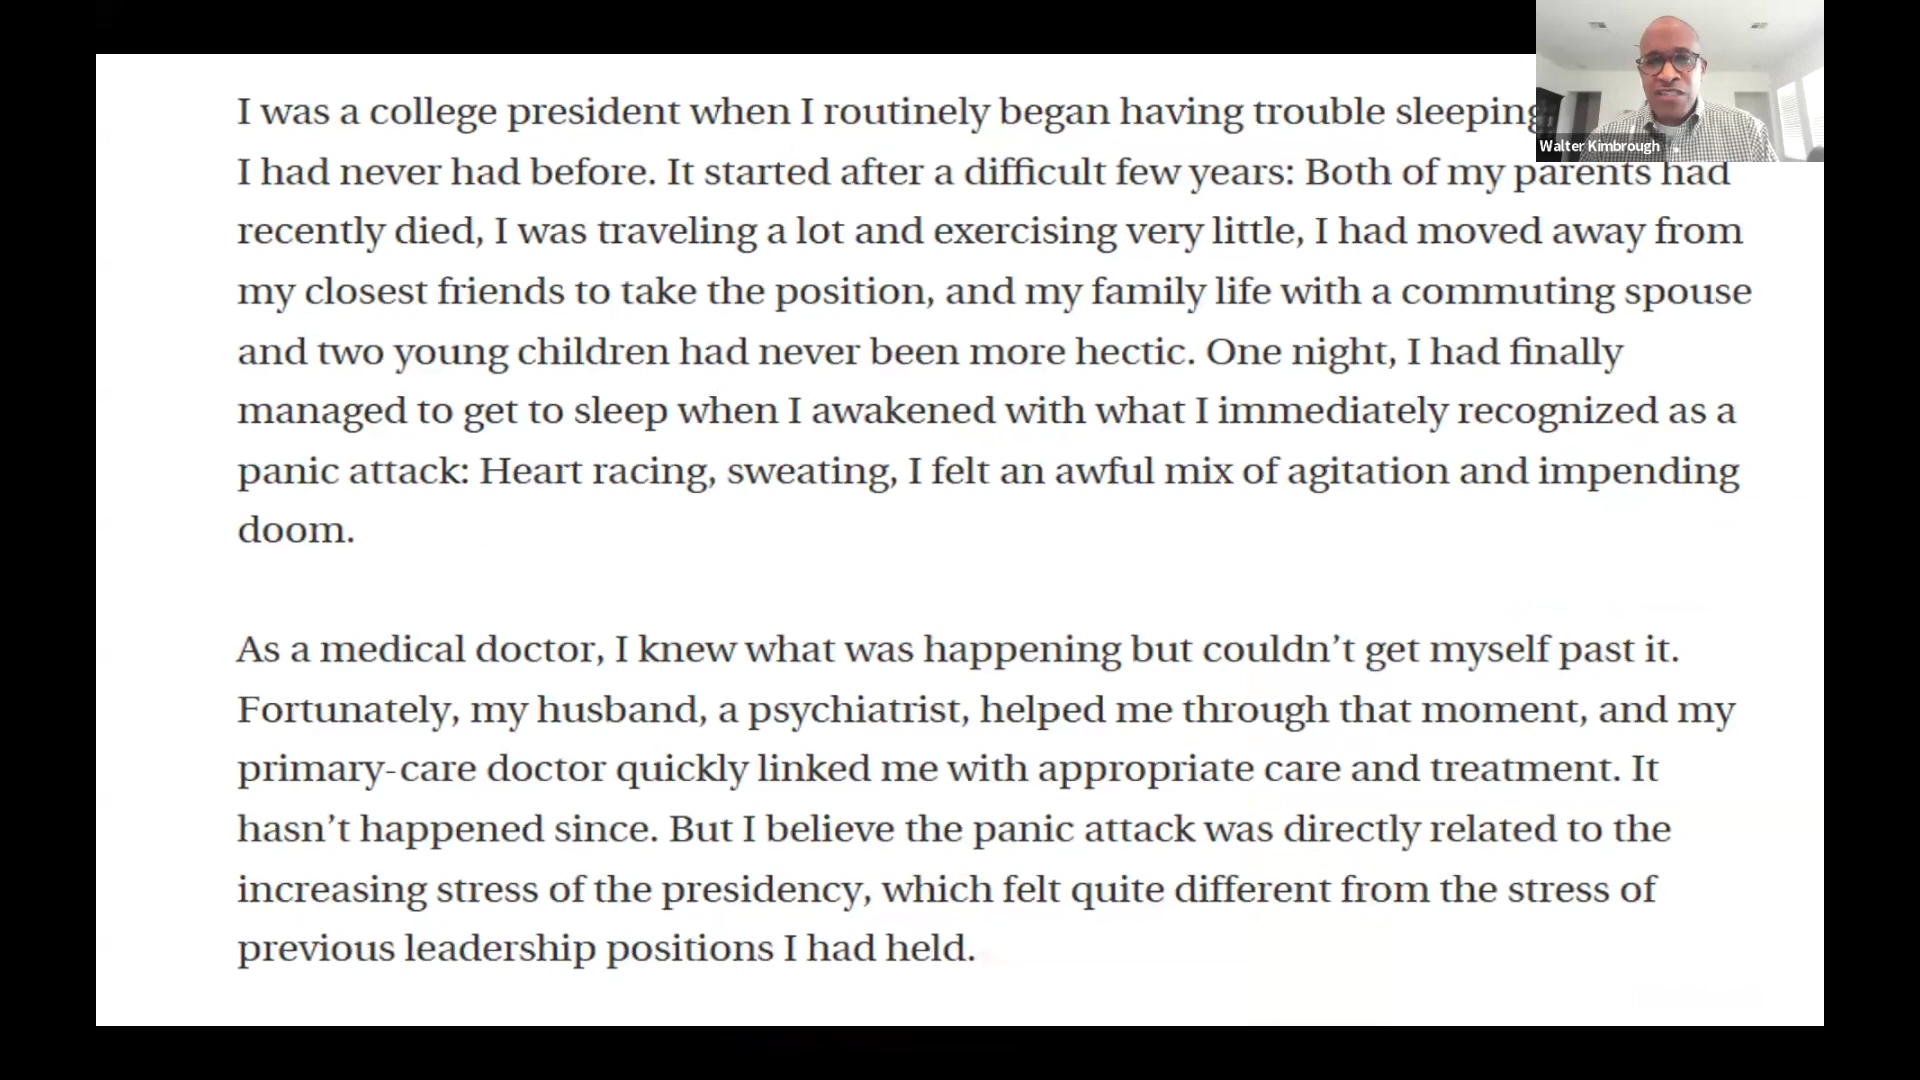 I was a college president when I routinely began having trouble sleeping
I had never had before. It started after a difficult few years: Both of my parents had
recently died, I was traveling a lot and exercising very little, I had moved away from
my closest friends to take the position, and my family life with a commuting spouse
and two young children had never been more hectic. One night, I had finally
managed to get to sleep when I awakened with what I immediately recognized as a
panic attack: Heart racing, sweating, I felt an awful mix of agitation and impending
doom.
As a medical doctor, I knew what was happening but couldn’t get myself past it.
Fortunately, my husband, a psychiatrist, helped me through that moment, and my
primary-care doctor quickly linked me with appropriate care and treatment. It
hasn’t happened since. But I believe the panic attack was directly related to the
increasing stress of the presidency, which felt quite different from the stress of
previous leadership positions I had held.
Walter Kimbrough